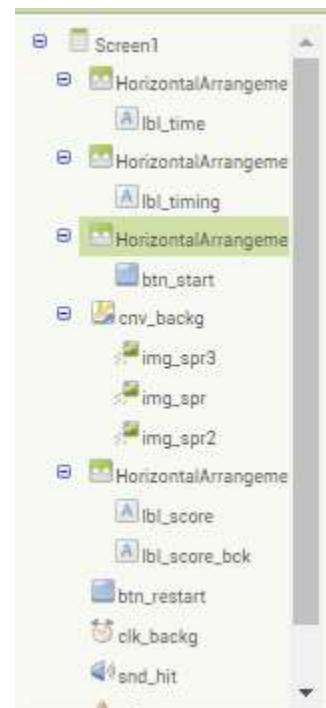 Screen1
HorizontalArrangeme
lbl_time
HorizontalArrangeme
lbl_timing
HorizontalArrangeme
btn_start
cnv_backg
img_spr3
img_spr
img_spr2
HorizontalArrangeme
lbl_score
lbl_score_bck
btn_restart
clk_backg
snd_hit